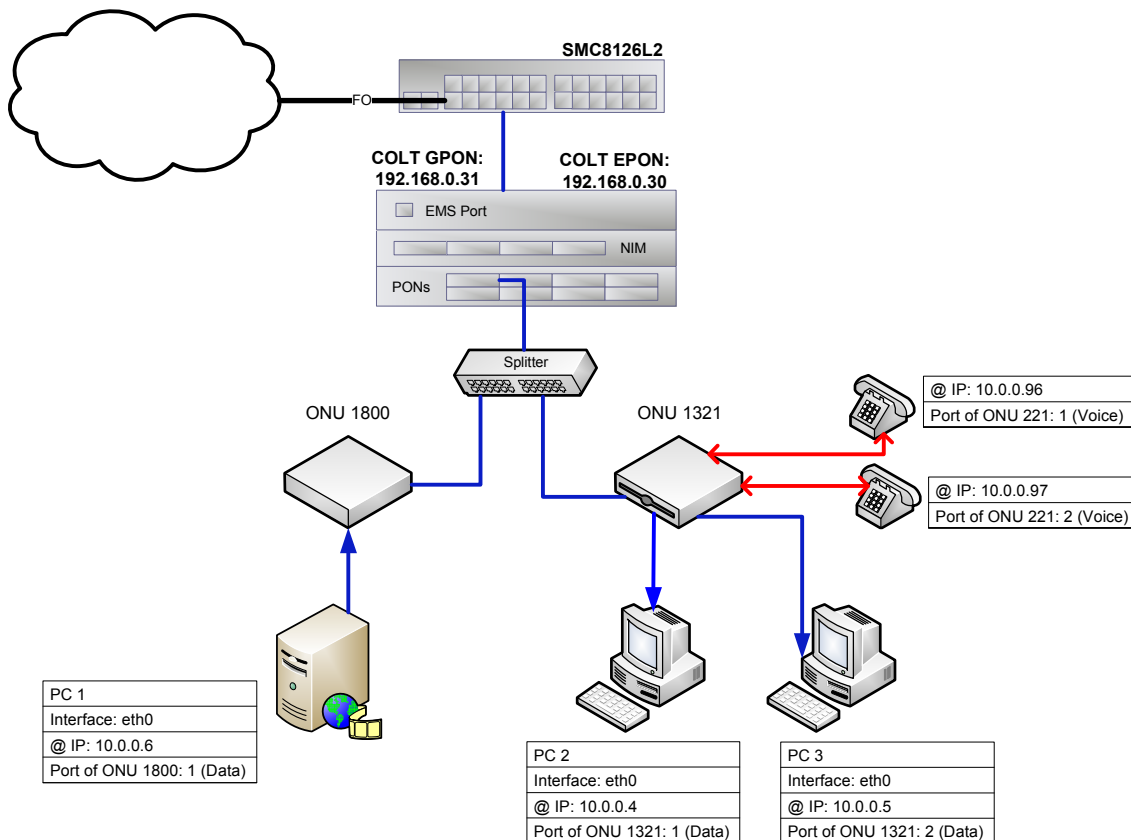 SMC8126L2
FO
COLT GPON:
192.168.0.31
COLT EPON:
192.168.0.30
EMS Port
NIM
PONs
Splitter
ONU 1800
ONU 1321
@ IP: 10.0.0.96
Port of ONU 221: 1 (Voice)
@ IP: 10.0.0.97
Port of ONU 221: 2 (Voice)
PC 1
Interface: eth0
@ IP: 10.0.0.6
Port of ONU 1800: 1 (Data)
PC 2
Interface: eth0
@ IP: 10.0.0.4
Port of ONU 1321: 1 (Data)
PC 3
Interface: eth0
@ IP: 10.0.0.5
Port of ONU 1321: 2 (Data)